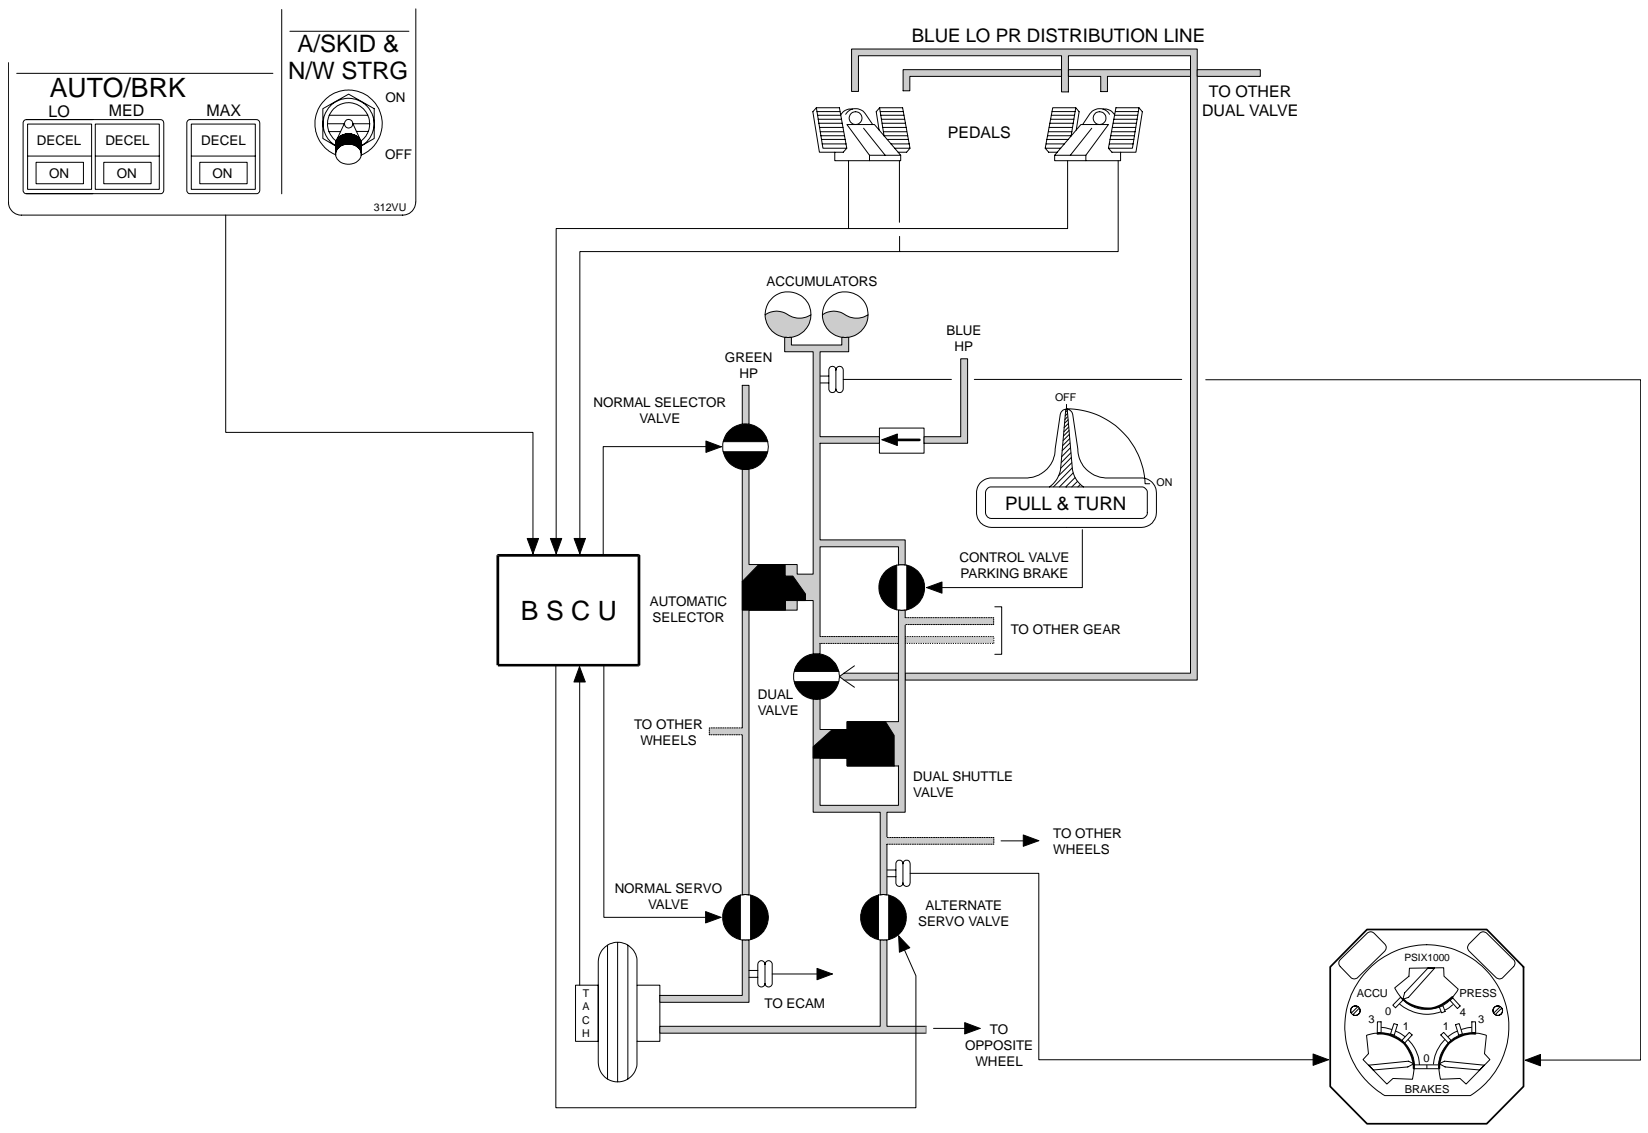 A/SKID &
N/W STRG
ON
OFF
AUTO/BRK
LO
MED
MAX
DECEL
DECEL
DECEL
ON
ON
ON
312VU
BLUE LO PR DISTRIBUTION LINE
TO OTHER
DUAL VALVE
PEDALS
ACCUMULATORS
BLUE
HP
GREEN
HP
NORMAL SELECTOR
VALVE
OFF
ON
PULL & TURN
CONTROL VALVE
PARKING BRAKE
BSCU
AUTOMATIC
SELECTOR
TO OTHER GEAR
DUAL
VALVE
TO OTHER
WHEELS
DUAL SHUTTLE
VALVE
TO OTHER
WHEELS
NORMAL SERVO
VALVE
ALTERNATE
SERVO VALVE
TO ECAM
TACH
TO
OPPOSITE
WHEEL
PSIX1000
ACCU
PRESS
0
4
3
1
1
3
0
BRAKES